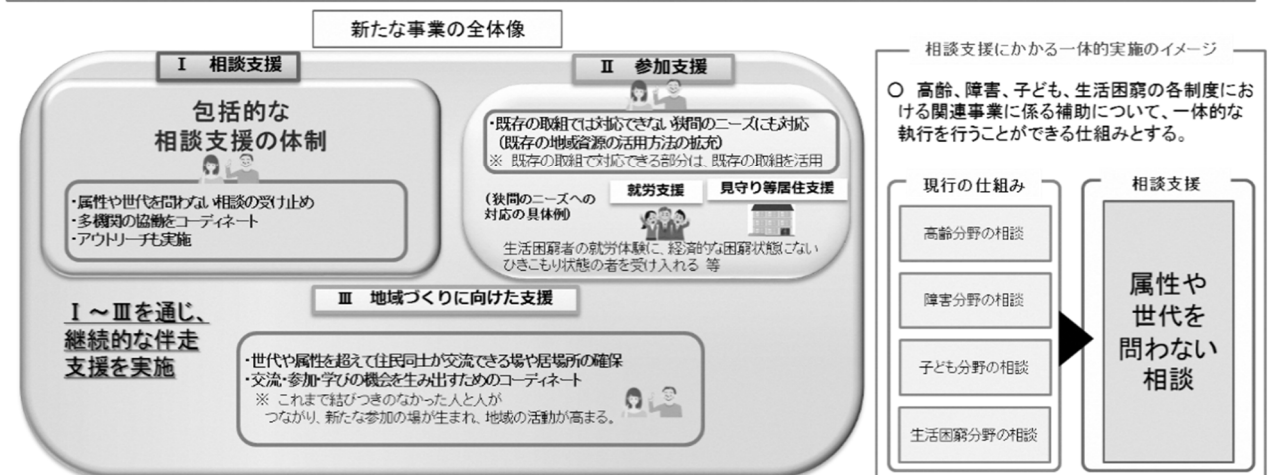 新たな事業の全体像
Ⅰ 相談支援
包括的な
相談支援の体制
・属性や世代を問わない相談の受け止め
・多機関の協働をコーディネート
・アウトリーチも実施
Ⅱ 参加支援
・既存の取組では対応できない狭間のニーズにも対応
(既存の地域資源の活用方法の拡充)
※ 既存の取組で対応できる部分は、既存の取組を活用
(狭間のニーズへの
対応の具体例)
就労支援
見守り等居住支援
生活困窮者の就労体験に、経済的な困窮状態にない
ひきこもり状態の者を受け入れる 等
Ⅰ～Ⅲを通じ、
継続的な伴走
支援を実施
Ⅲ 地域づくりに向けた支援
・世代や属性を超えて住民同士が交流できる場や居場所の確保
・交流・参加・学びの機会を生み出すためのコーディネート
※ これまで結びつきのなかった人と人が
つながり、新たな参加の場が生まれ、地域の活動が高まる。
相談支援にかかる一体的実施のイメージ
○ 高齢、障害、子ども、生活困窮の各制度にお
ける関連事業に係る補助について、一体的な
執行を行うことができる仕組みとする。
現行の仕組み
高齢分野の相談
障害分野の相談
子ども分野の相談
生活困窮分野の相談
相談支援
属性や
世代を
問わない
相談